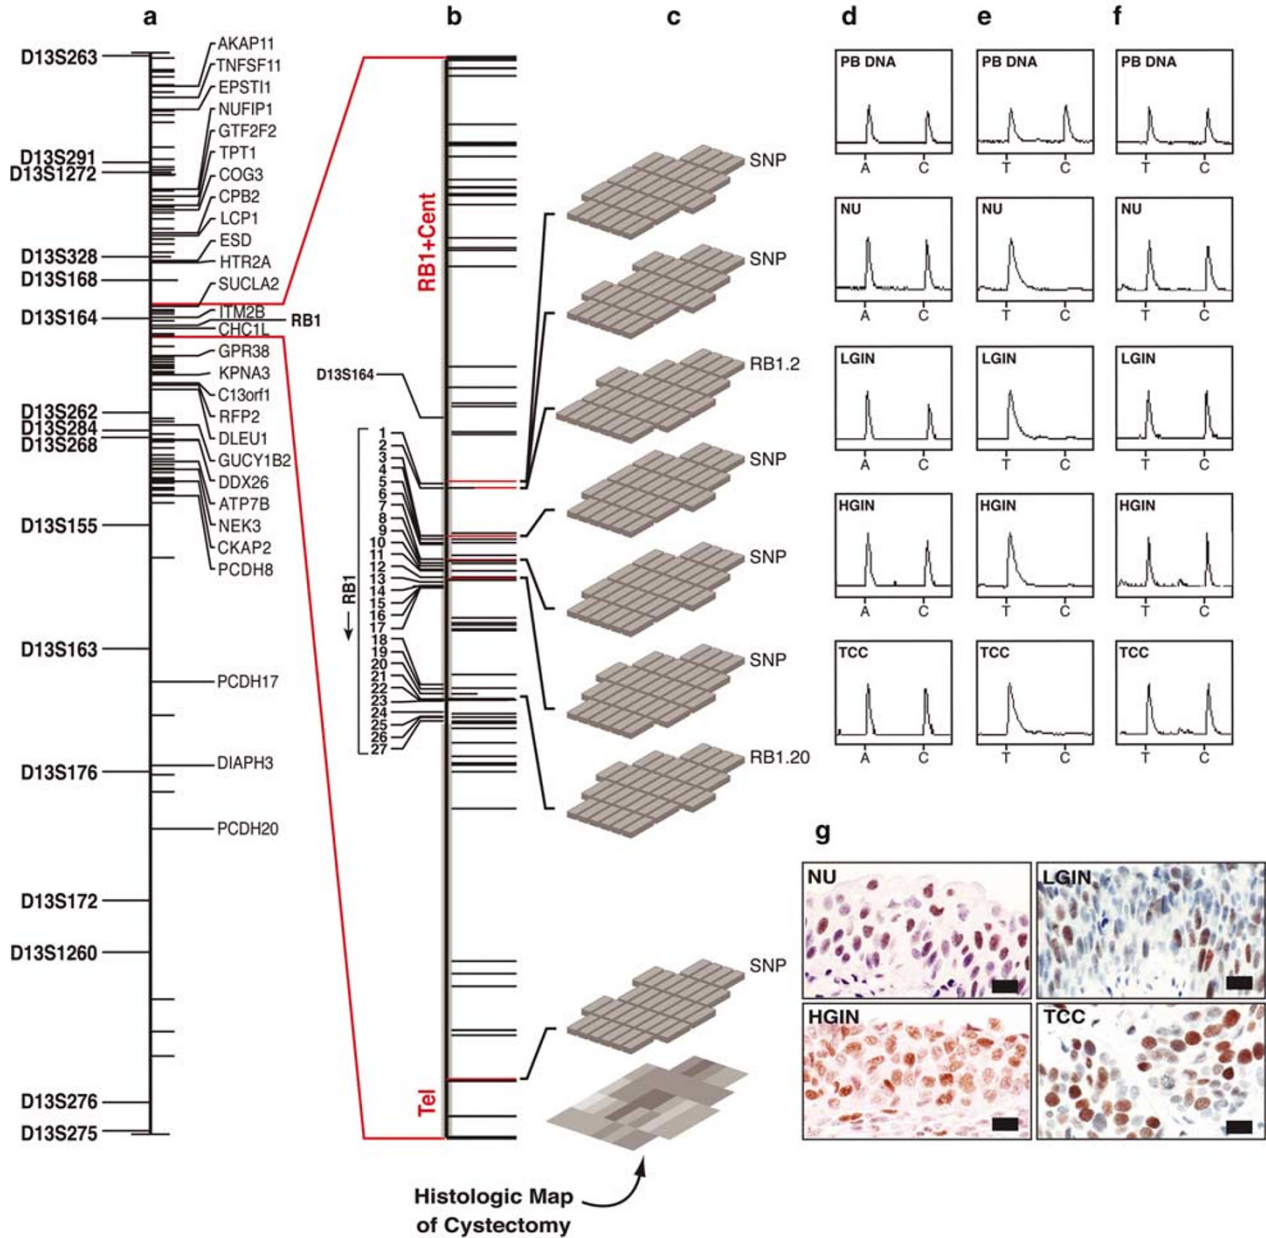 a
b
c
d
e
f
D13S263
D13S291
D13S1272
D13S328
D13S168
D13S164
D13S262
D13S284
D13S268
D13S155
D13S163
D13S176
D13S172
D13S1260
D13S276
D13S275
AKAP11
TNFSF11
EPSTI1
NUFIP1
GTF2F2
TPT1
COG3
CPB2
LCP1
ESD
HTR2A
SUCLA2
ITM2B
RB1
CHC1L
GPR38
KPNA3
C13orf1
RFP2
DLEU1
GUCY1B2
DDX26
ATP7B
NEK3
CKAP2
PCDH8
PCDH17
DIAPH3
PCDH20
RB1+Cent
Tel
D13S164
RB1
1
2
3
4
5
6
7
8
9
10
11
12
13
14
15
16
17
18
19
20
21
22
23
24
25
26
27
SNP
SNP
RB1.2
SNP
SNP
SNP
RB1.20
SNP
Histologic Map
of Cystectomy
PB DNA
A C
PB DNA
T C
PB DNA
T C
NU
A C
NU
T C
NU
T C
LGIN
A C
LGIN
T C
LGIN
T C
HGIN
A C
HGIN
T C
HGIN
T C
TCC
A C
TCC
T C
TCC
T C
g
NU
LGIN
HGIN
TCC